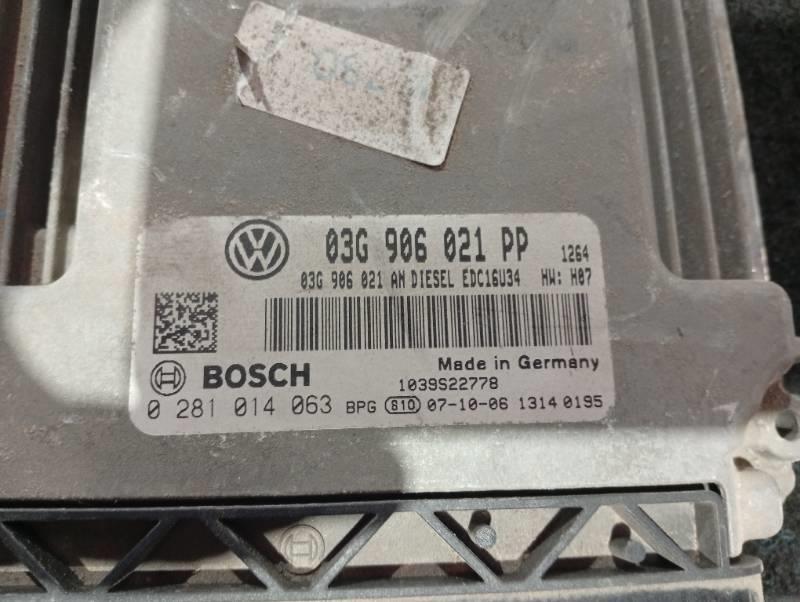 03G 906 021 PP 1264
03G 906 021 AN DIESEL EDC16U34 HW: H07
Made in Germany
BOSCH 1039S22778
0 281 014 063 BPG 810 07-10-06 1314 0195